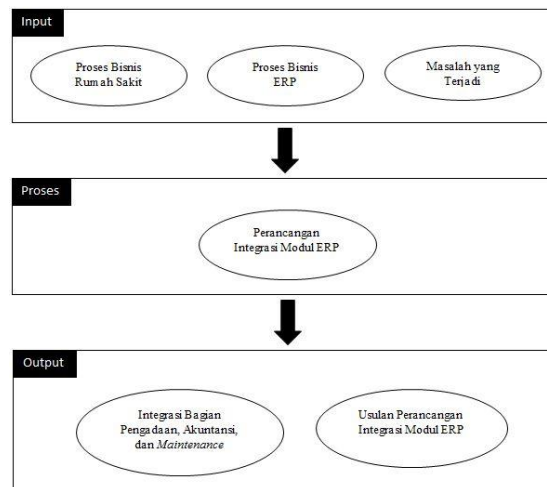 Input
Proses Bisnis
Rumah Sakit
Proses Bisnis
ERP
Masalah yang
Terjadi
Proses
Perancangan
Integrasi Modul ERP
Output
Integrasi Bagian
Pengadaan, Akuntansi,
dan Maintenance
Usulan Perancangan
Integrasi Modul ERP